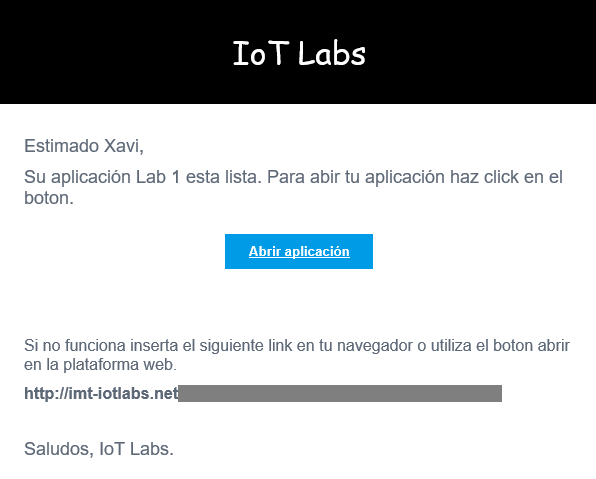 IoT Labs
Estimado Xavi,
Su aplicación Lab 1 esta lista. Para abir tu aplicación haz click en el
boton.
Abrir aplicación
Si no funciona inserta el siguiente link en tu navegador o utiliza el boton abrir
en la plataforma web.
http://imt-iotlabs.net
Saludos, IoT Labs.